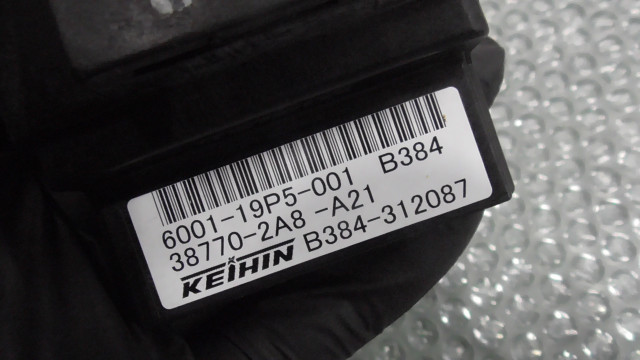 6001-19P5-001 B384
38770-2A8 -A21
KEIHIN B384-312087